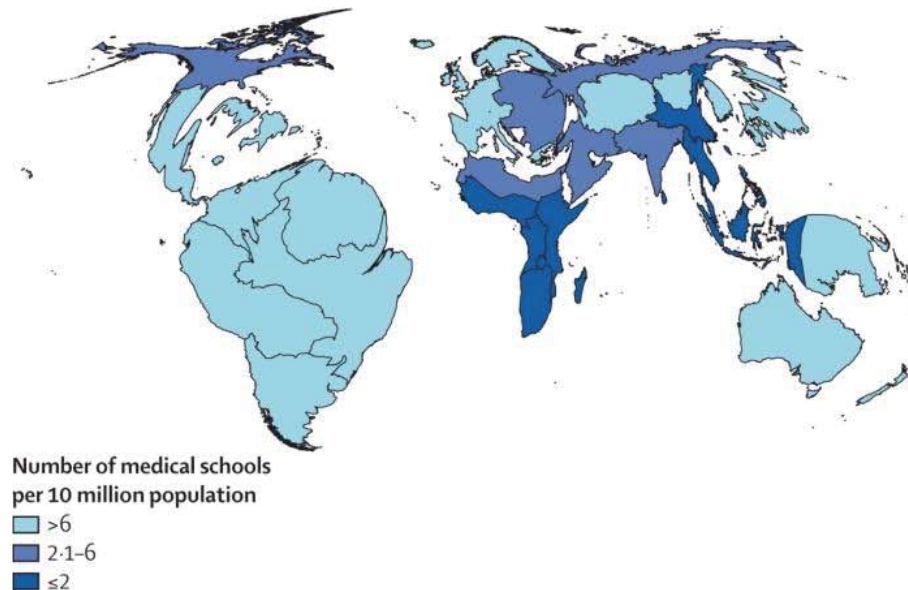 Number of medical schools
per 10 million population
>6
2·1–6
≤2